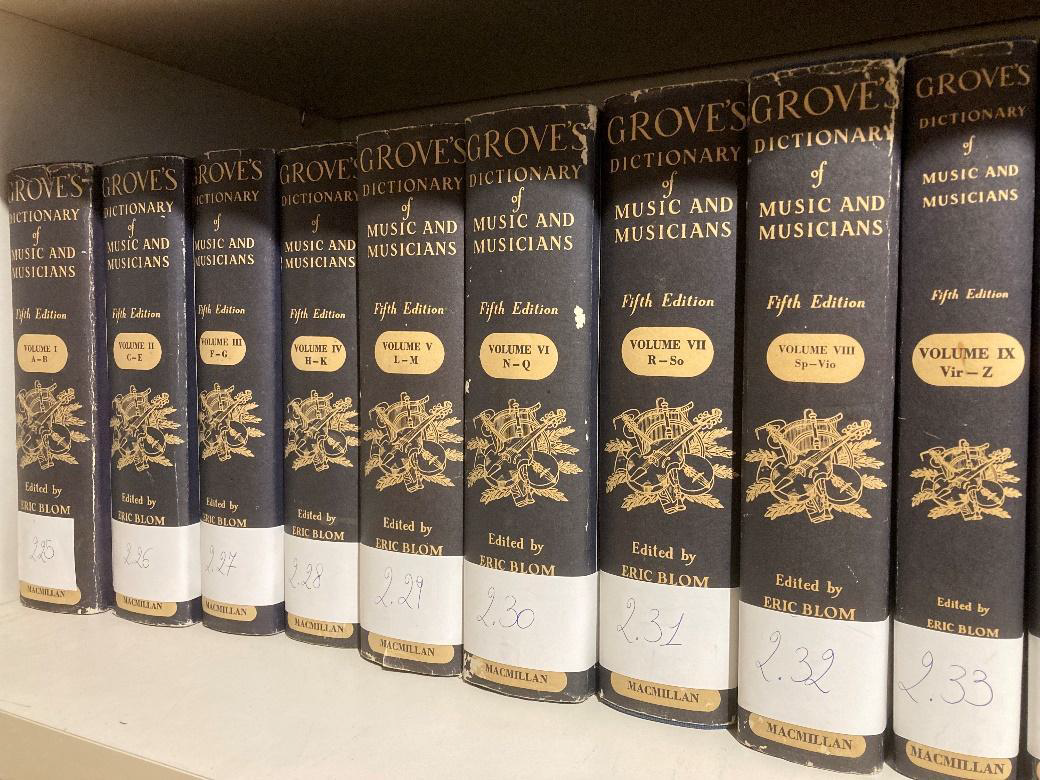 GROVE'S
DICTIONARY
of
MUSIC AND
MUSICIANS
Fifth Edition
VOLUME I
A–B
Edited by
ERIC BLOM
2.25
MACMILLAN
GROVE'S
DICTIONARY
of
MUSIC AND
MUSICIANS
Fifth Edition
VOLUME II
C–E
Edited by
ERIC BLOM
2.26
MACMILLAN
GROVE'S
DICTIONARY
of
MUSIC AND
MUSICIANS
Fifth Edition
VOLUME III
F–G
Edited by
ERIC BLOM
2.27
MACMILLAN
GROVE'S
DICTIONARY
of
MUSIC AND
MUSICIANS
Fifth Edition
VOLUME IV
H–K
Edited by
ERIC BLOM
2.28
MACMILLAN
GROVE'S
DICTIONARY
of
MUSIC AND
MUSICIANS
Fifth Edition
VOLUME V
L–M
Edited by
ERIC BLOM
2.29
MACMILLAN
GROVE'S
DICTIONARY
of
MUSIC AND
MUSICIANS
Fifth Edition
VOLUME VI
N–Q
Edited by
ERIC BLOM
2.30
MACMILLAN
GROVE'S
DICTIONARY
of
MUSIC AND
MUSICIANS
Fifth Edition
VOLUME VII
R–So
Edited by
ERIC BLOM
2.31
MACMILLAN
GROVE'S
DICTIONARY
of
MUSIC AND
MUSICIANS
Fifth Edition
VOLUME VIII
Sp–Vio
Edited by
ERIC BLOM
2.32
MACMILLAN
GROVE'S
DICTIONARY
of
MUSIC AND
MUSICIANS
Fifth Edition
VOLUME IX
Vir–Z
Edited by
ERIC BLOM
2.33
MACMILLAN